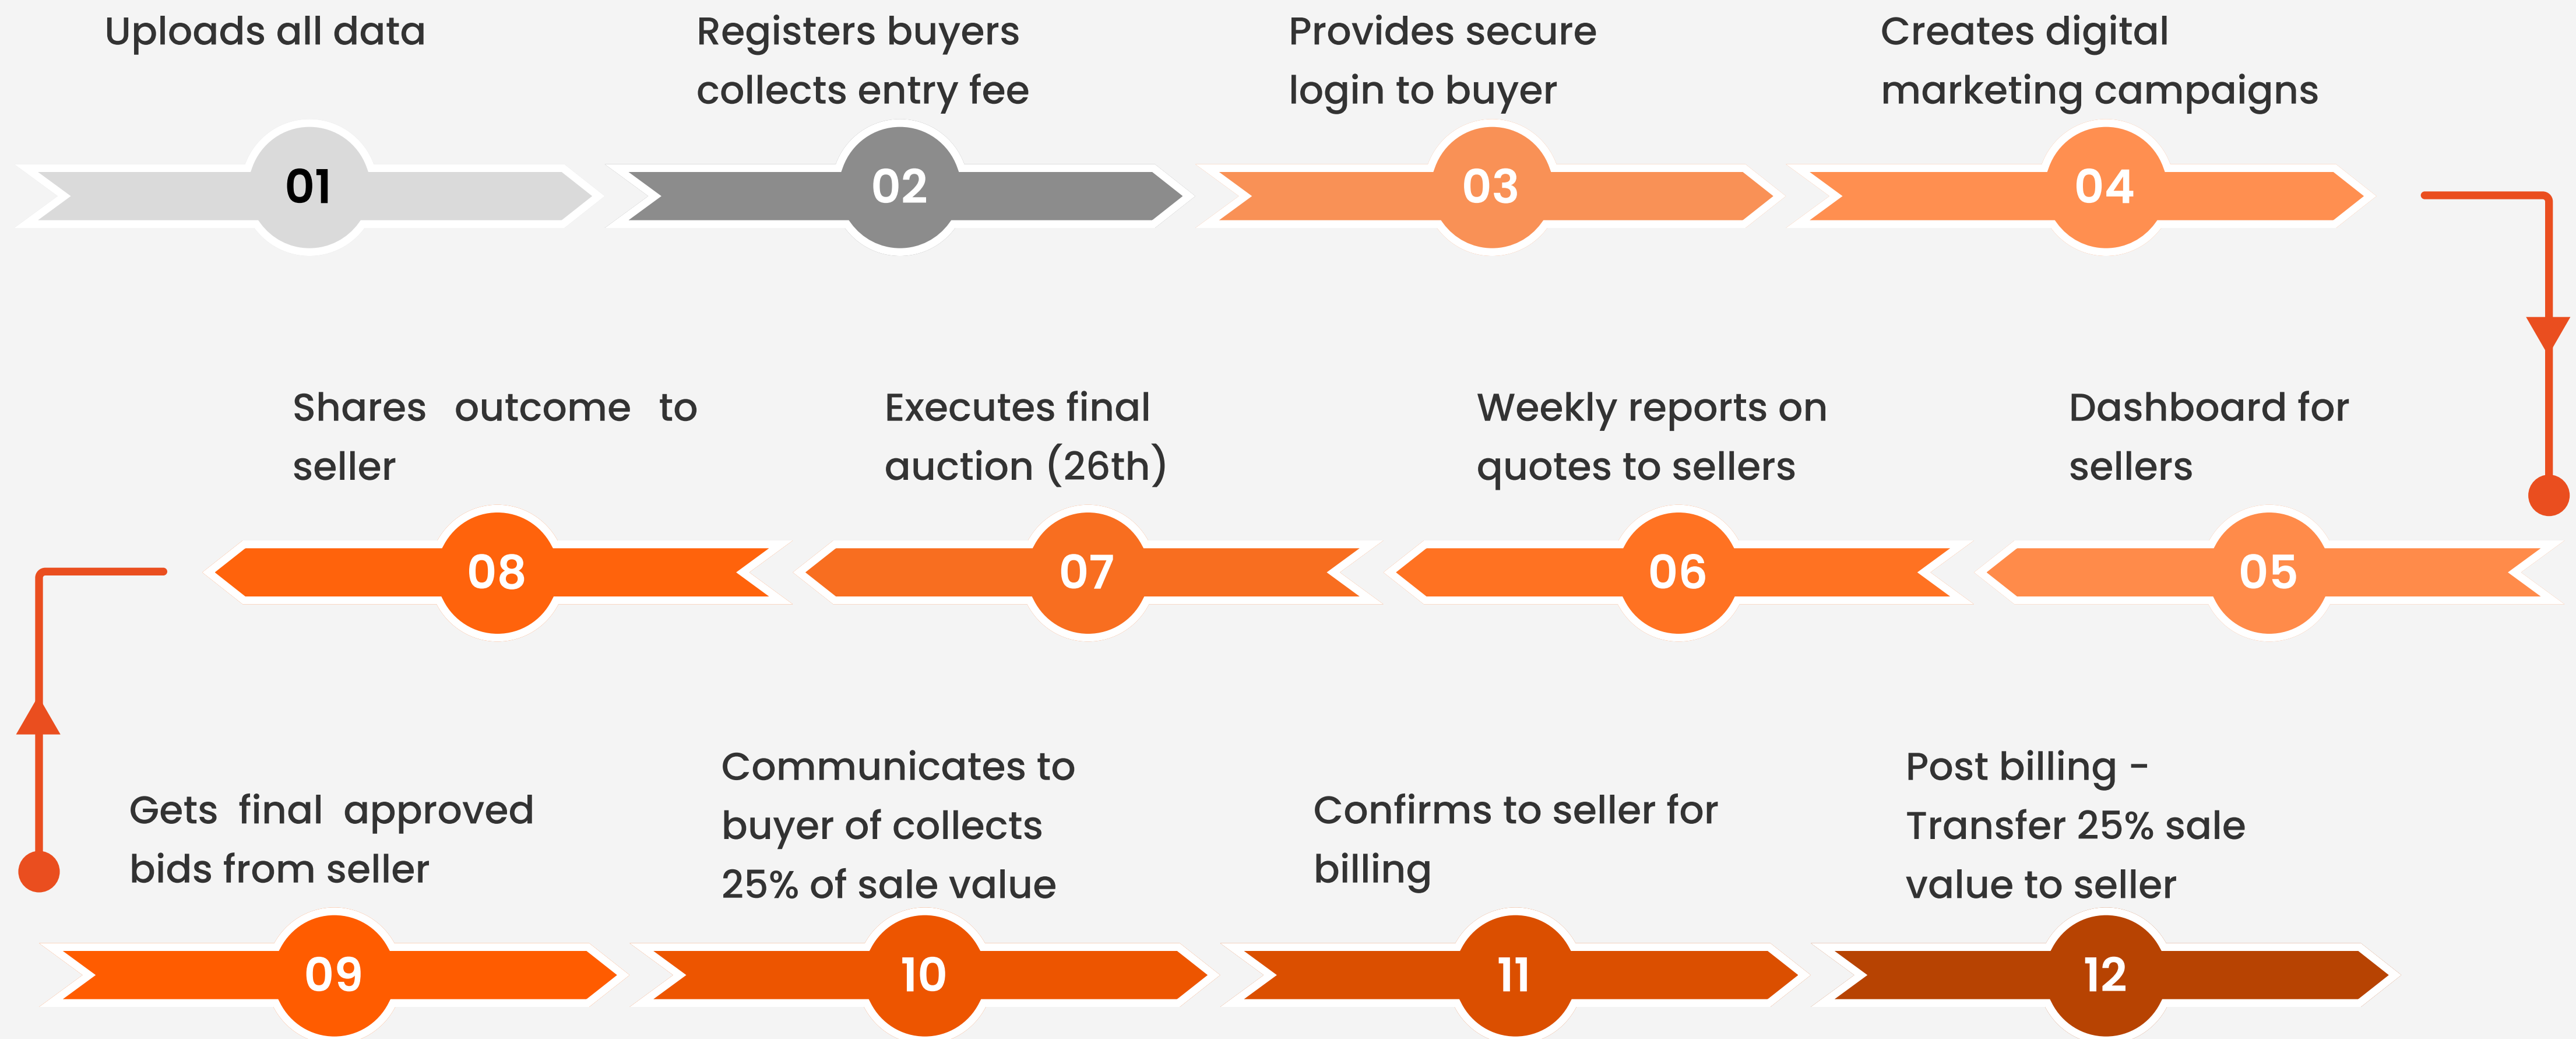 Uploads all data
01
Registers buyers
collects entry fee
02
Provides secure
login to buyer
03
Creates digital
marketing campaigns
04
Dashboard for
sellers
05
Weekly reports on
quotes to sellers
06
Executes final
auction (26th)
07
Shares outcome to
seller
08
Gets final approved
bids from seller
09
Communicates to
buyer of collects
25% of sale value
10
Confirms to seller for
billing
11
Post billing -
Transfer 25% sale
value to seller
12